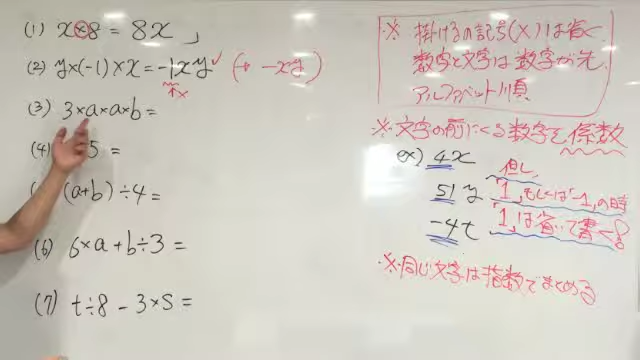 (1) x×8 = 8x 」
(2) y×(-1)×x = -1xy ✓ (→ -xy)
×
(3) 3×a×a×b=
(4) 5 =
(a+b)÷4=
(6) 6×a+b÷3=
(7) t÷8-3×s=
※ 掛けるの記号(×)は省く
数字と文字は数字が先、
アルファベット順
※文字の前にくる数字を係数
ex) 4x 但し、
51y 「1」もしくは「-1」の時
-4t 「1」は省いて書く!
※同じ文字は指数でまとめる